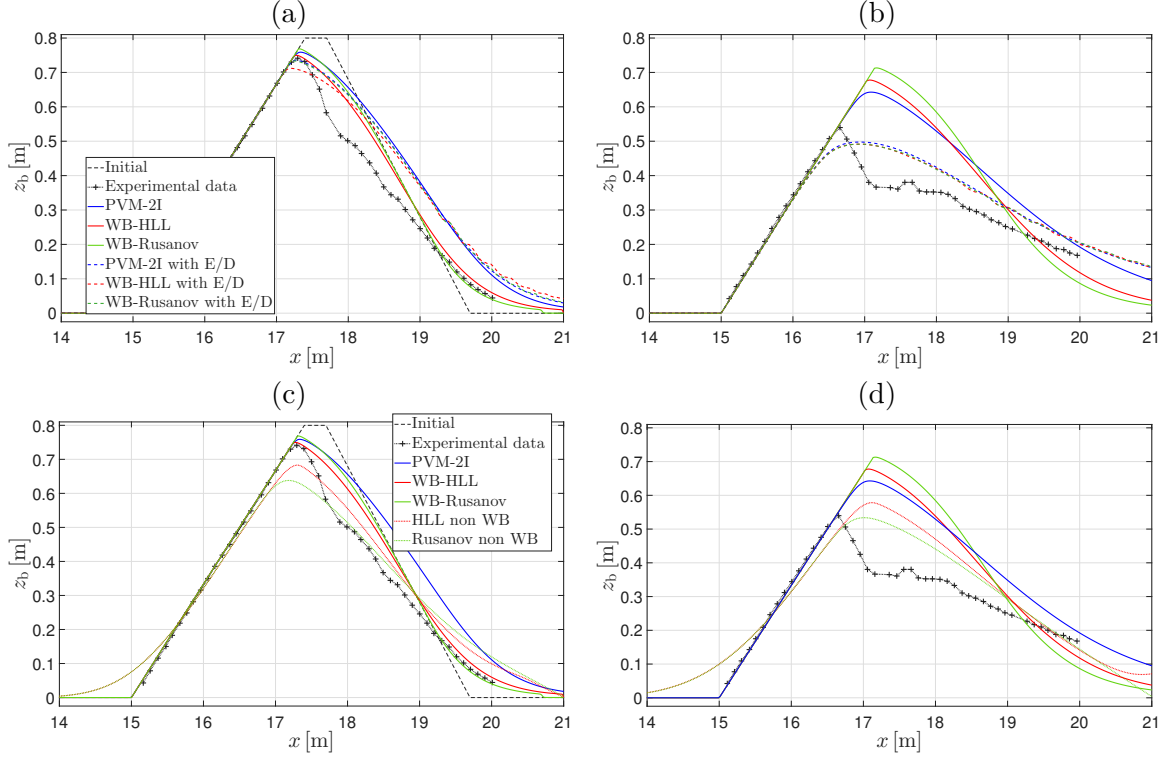 (a)
0.8
0.7
0.6
0.5
0.4
0.3
0.2
0.1
0
z_b [m]
Initial
Experimental data
PVM-2I
WB-HLL
WB-Rusanov
PVM-2I with E/D
WB-HLL with E/D
WB-Rusanov with E/D
14 15 16 17 18 19 20 21
x [m]
(b)
0.8
0.7
0.6
0.5
0.4
0.3
0.2
0.1
0
z_b [m]
14 15 16 17 18 19 20 21
x [m]
(c)
0.8
0.7
0.6
0.5
0.4
0.3
0.2
0.1
0
z_b [m]
Initial
Experimental data
PVM-2I
WB-HLL
WB-Rusanov
HLL non WB
Rusanov non WB
14 15 16 17 18 19 20 21
x [m]
(d)
0.8
0.7
0.6
0.5
0.4
0.3
0.2
0.1
0
z_b [m]
14 15 16 17 18 19 20 21
x [m]